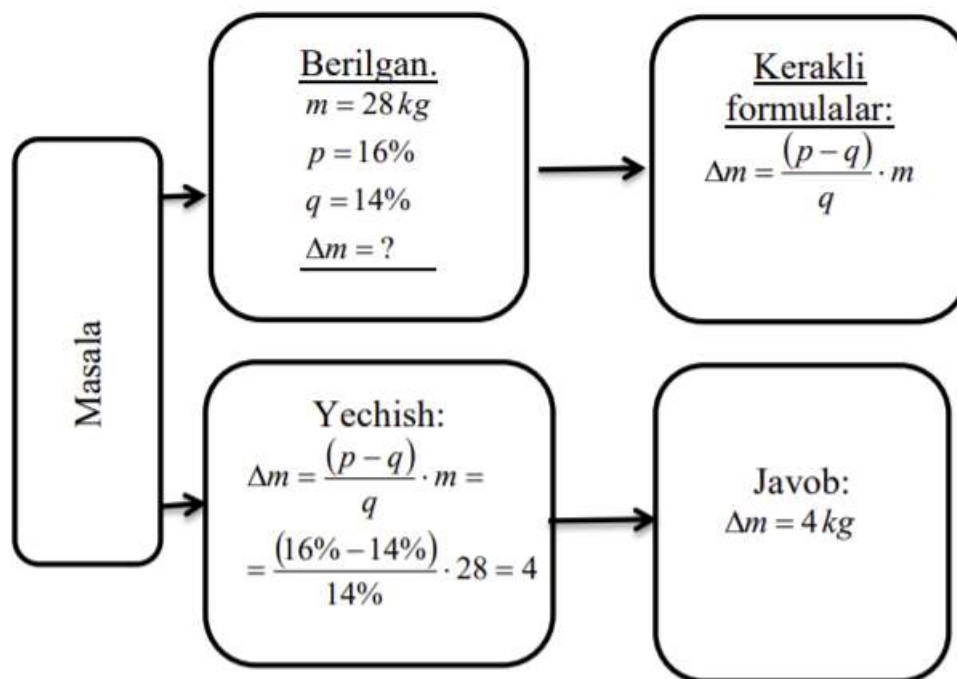 Masala
Berilgan.
m = 28 kg
p = 16%
q = 14%
Δm = ?
Kerakli
formulalar:
Δm = (p − q)/q · m
Yechish:
Δm = (p − q)/q · m =
= (16% − 14%)/14% · 28 = 4
Javob:
Δm = 4 kg